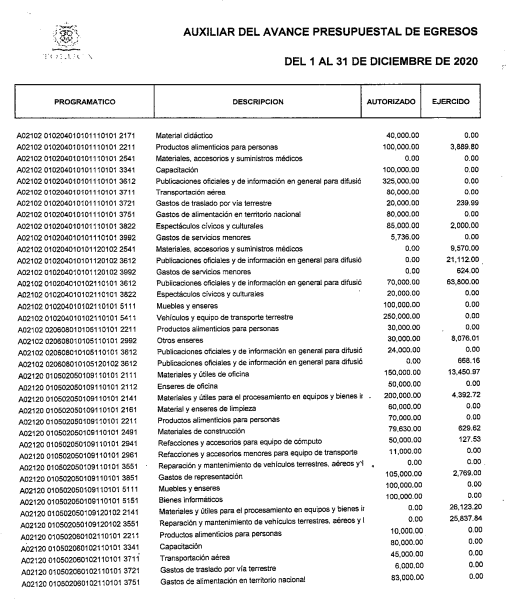 TOLUCA
AUXILIAR DEL AVANCE PRESUPUESTAL DE EGRESOS
DEL 1 AL 31 DE DICIEMBRE DE 2020
PROGRAMATICO DESCRIPCION AUTORIZADO EJERCIDO
A02102 010204010101110101 2171 Material didáctico 40,000.00 0.00
A02102 010204010101110101 2211 Productos alimenticios para personas 100,000.00 3,889.80
A02102 010204010101110101 2541 Materiales, accesorios y suministros médicos 0.00 0.00
A02102 010204010101110101 3341 Capacitación 100,000.00 0.00
A02102 010204010101110101 3612 Publicaciones oficiales y de información en general para difusió 325,000.00 0.00
A02102 010204010101110101 3711 Transportación aérea 80,000.00 0.00
A02102 010204010101110101 3721 Gastos de traslado por vía terrestre 20,000.00 239.99
A02102 010204010101110101 3751 Gastos de alimentación en territorio nacional 80,000.00 0.00
A02102 010204010101110101 3822 Espectáculos cívicos y culturales 85,000.00 2,000.00
A02102 010204010101110101 3992 Gastos de servicios menores 5,736.00 0.00
A02102 010204010101120102 2541 Materiales, accesorios y suministros médicos 0.00 9,570.00
A02102 010204010101120102 3612 Publicaciones oficiales y de información en general para difusió 0.00 21,112.00
A02102 010204010101120102 3992 Gastos de servicios menores 0.00 624.00
A02102 010204010102110101 3612 Publicaciones oficiales y de información en general para difusió 70,000.00 63,800.00
A02102 010204010102110101 3822 Espectáculos cívicos y culturales 20,000.00 0.00
A02102 010204010102110101 5111 Muebles y enseres 100,000.00 0.00
A02102 010204010102110101 5411 Vehículos y equipo de transporte terrestre 250,000.00 0.00
A02102 020608010105110101 2211 Productos alimenticios para personas 30,000.00 0.00
A02102 020608010105110101 2992 Otros enseres 30,000.00 8,076.01
A02102 020608010105110101 3612 Publicaciones oficiales y de información en general para difusió 24,000.00 0.00
A02102 020608010105120102 3612 Publicaciones oficiales y de información en general para difusió 0.00 668.16
A02120 010502050109110101 2111 Materiales y útiles de oficina 150,000.00 13,450.97
A02120 010502050109110101 2112 Enseres de oficina 50,000.00 0.00
A02120 010502050109110101 2141 Materiales y útiles para el procesamiento en equipos y bienes ir 200,000.00 4,392.72
A02120 010502050109110101 2161 Material y enseres de limpieza 60,000.00 0.00
A02120 010502050109110101 2211 Productos alimenticios para personas 70,000.00 0.00
A02120 010502050109110101 2491 Materiales de construcción 79,630.00 629.62
A02120 010502050109110101 2941 Refacciones y accesorios para equipo de cómputo 50,000.00 127.53
A02120 010502050109110101 2961 Refacciones y accesorios menores para equipo de transporte 11,000.00 0.00
A02120 010502050109110101 3551 Reparación y mantenimiento de vehículos terrestres, aéreos y l 0.00 0.00
A02120 010502050109110101 3851 Gastos de representación 105,000.00 2,769.00
A02120 010502050109110101 5111 Muebles y enseres 100,000.00 0.00
A02120 010502050109110101 5151 Bienes informáticos 100,000.00 0.00
A02120 010502050109120102 2141 Materiales y útiles para el procesamiento en equipos y bienes ir 0.00 26,123.20
A02120 010502050109120102 3551 Reparación y mantenimiento de vehículos terrestres, aéreos y l 0.00 25,837.84
A02120 010502060102110101 2211 Productos alimenticios para personas 10,000.00 0.00
A02120 010502060102110101 3341 Capacitación 80,000.00 0.00
A02120 010502060102110101 3711 Transportación aérea 45,000.00 0.00
A02120 010502060102110101 3721 Gastos de traslado por vía terrestre 6,000.00 0.00
A02120 010502060102110101 3751 Gastos de alimentación en territorio nacional 83,000.00 0.00